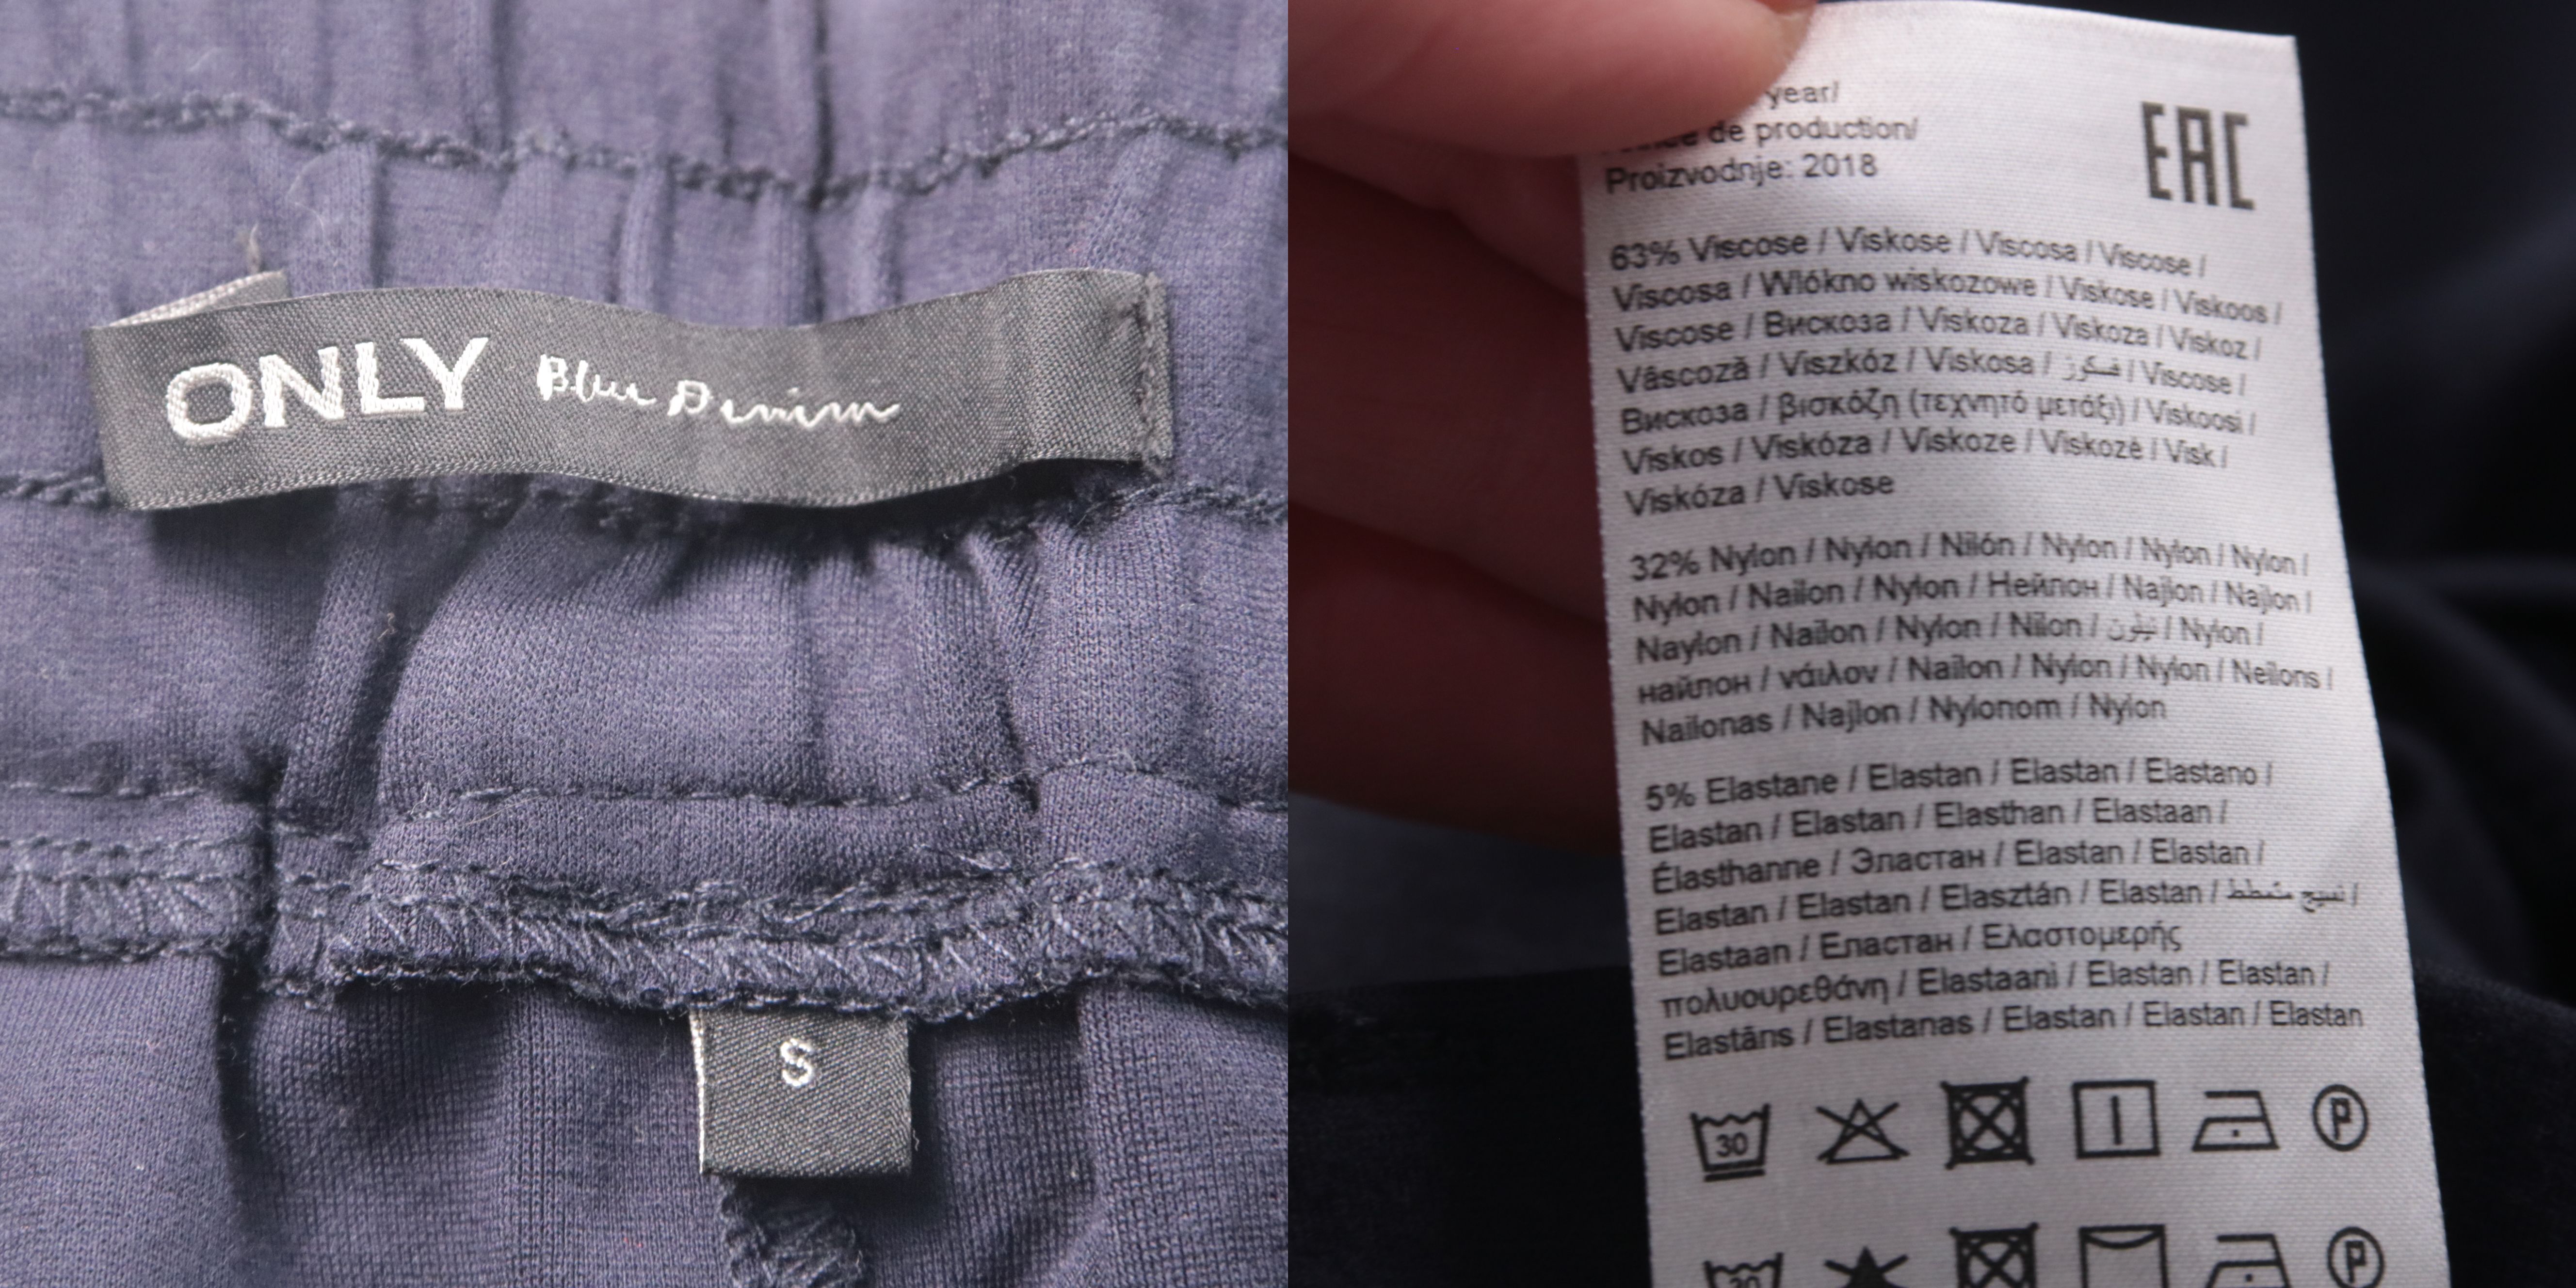 ONLY Blue Denim
S
year/
de production/
Proizvodnje: 2018
EAC
63% Viscose / Viskose / Viscosa / Viscose /
Viscosa / Wlókno wiskozowe / Viskose / Viskoos /
Viscose / Вискоза / Viskoza / Viskoza / Viskoz /
Vâscoză / Viszkóz / Viskosa / فسكوز / Viscose /
Вискоза / βισκόζη (τεχνητό μετάξι) / Viskoosi /
Viskos / Viskóza / Viskoze / Viskozė / Visk /
Viskóza / Viskose
32% Nylon / Nylon / Nilón / Nylon / Nylon / Nylon /
Nylon / Nailon / Nylon / Нейлон / Najlon / Najlon /
Naylon / Nailon / Nylon / Nilon / نيلون / Nylon /
найлон / νάιλον / Nailon / Nylon / Nylon / Neilons /
Nailonas / Najlon / Nylonom / Nylon
5% Elastane / Elastan / Elastan / Elastano /
Elastan / Elastan / Elasthan / Elastaan /
Élasthanne / Эластан / Elastan / Elastan /
Elastan / Elastan / Elasztán / Elastan / نسيج متمطط /
Elastaan / Еластан / Ελαστομερής
πολυουρεθάνη / Elastaani / Elastan / Elastan /
Elastāns / Elastanas / Elastan / Elastan / Elastan
30 P
30 P